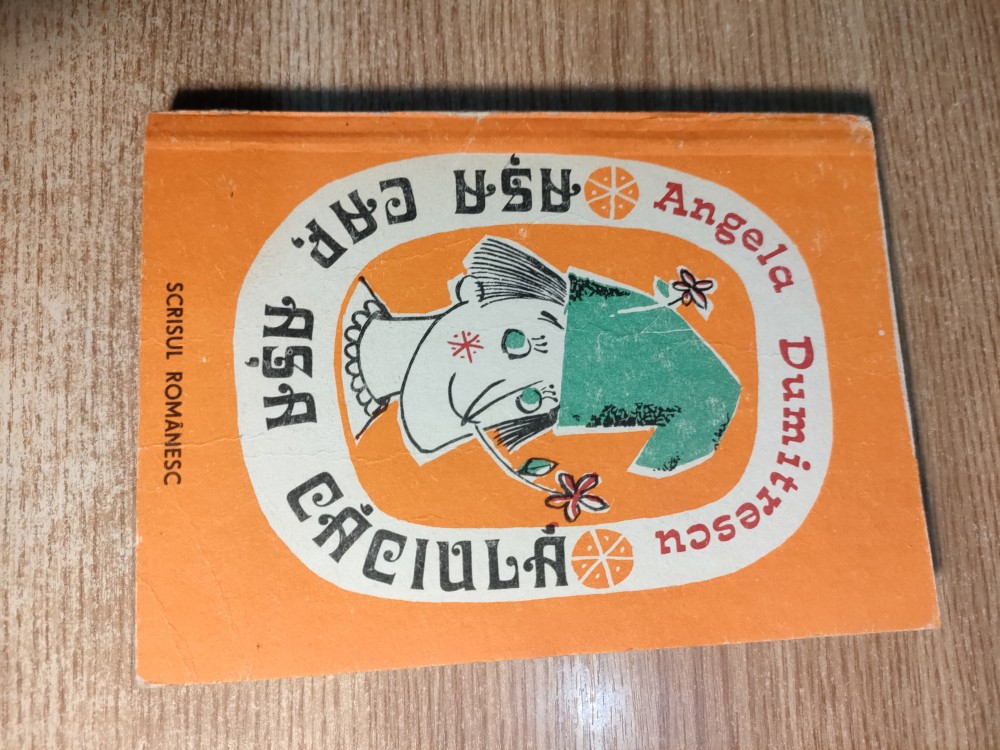 Angela Dumitrescu
AȘA CAP, AȘA CĂCIULĂ
SCRISUL ROMÂNESC